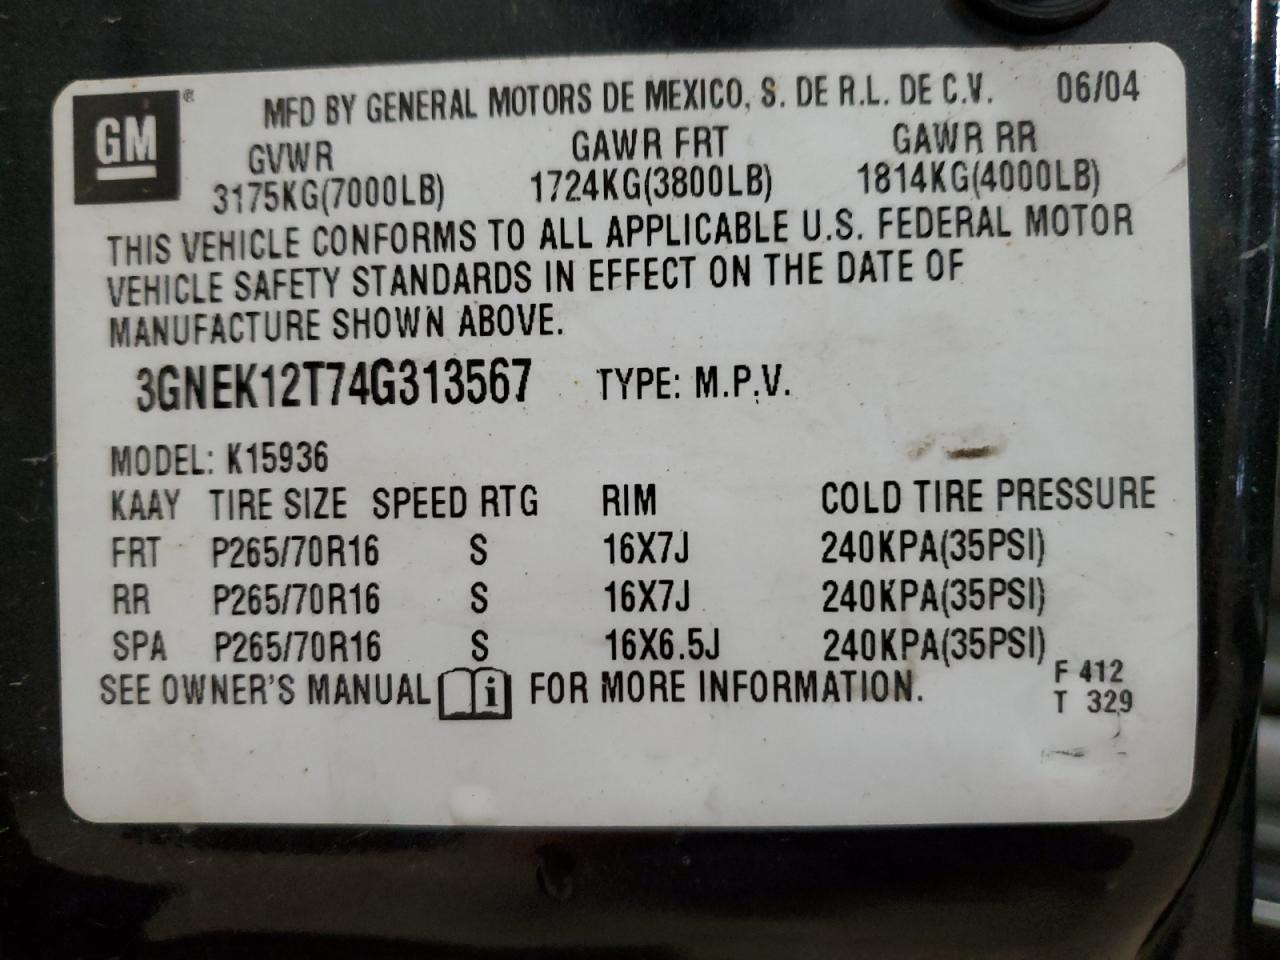 GM ®
MFD BY GENERAL MOTORS DE MEXICO, S. DE R.L. DE C.V. 06/04
GVWR GAWR FRT GAWR RR
3175KG(7000LB) 1724KG(3800LB) 1814KG(4000LB)
THIS VEHICLE CONFORMS TO ALL APPLICABLE U.S. FEDERAL MOTOR
VEHICLE SAFETY STANDARDS IN EFFECT ON THE DATE OF
MANUFACTURE SHOWN ABOVE.
3GNEK12T74G313567 TYPE: M.P.V.
MODEL: K15936
KAAY TIRE SIZE SPEED RTG RIM COLD TIRE PRESSURE
FRT P265/70R16 S 16X7J 240KPA(35PSI)
RR P265/70R16 S 16X7J 240KPA(35PSI)
SPA P265/70R16 S 16X6.5J 240KPA(35PSI)
SEE OWNER'S MANUAL i FOR MORE INFORMATION.
F 412
T 329